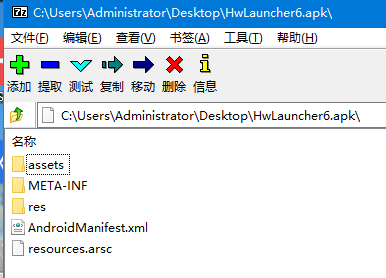 C:\Users\Administrator\Desktop\HwLauncher6.apk\
文件(F) 编辑(E) 查看(V) 书签(A) 工具(T) 帮助(H)
添加 提取 测试 复制 移动 删除 信息
C:\Users\Administrator\Desktop\HwLauncher6.apk\
名称
assets
META-INF
res
AndroidManifest.xml
resources.arsc